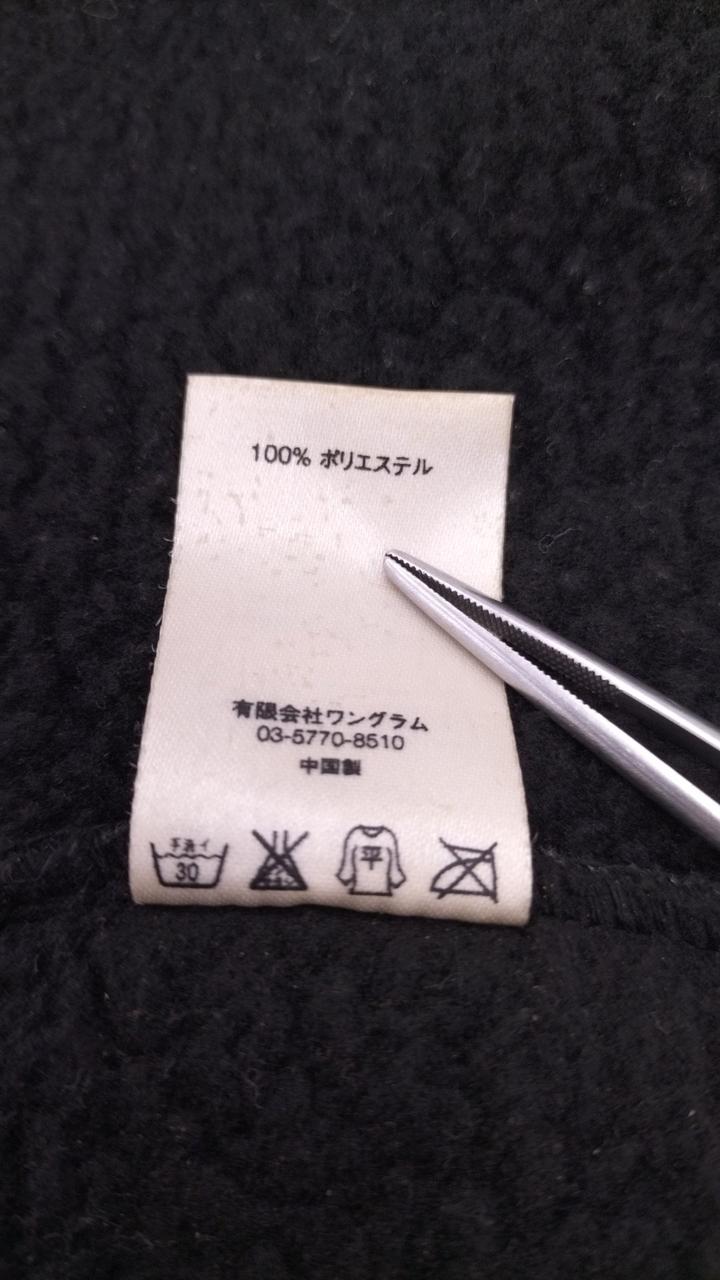 100% ポリエステル
有限会社ワングラム
03-5770-8510
中国製
手洗イ
30
平